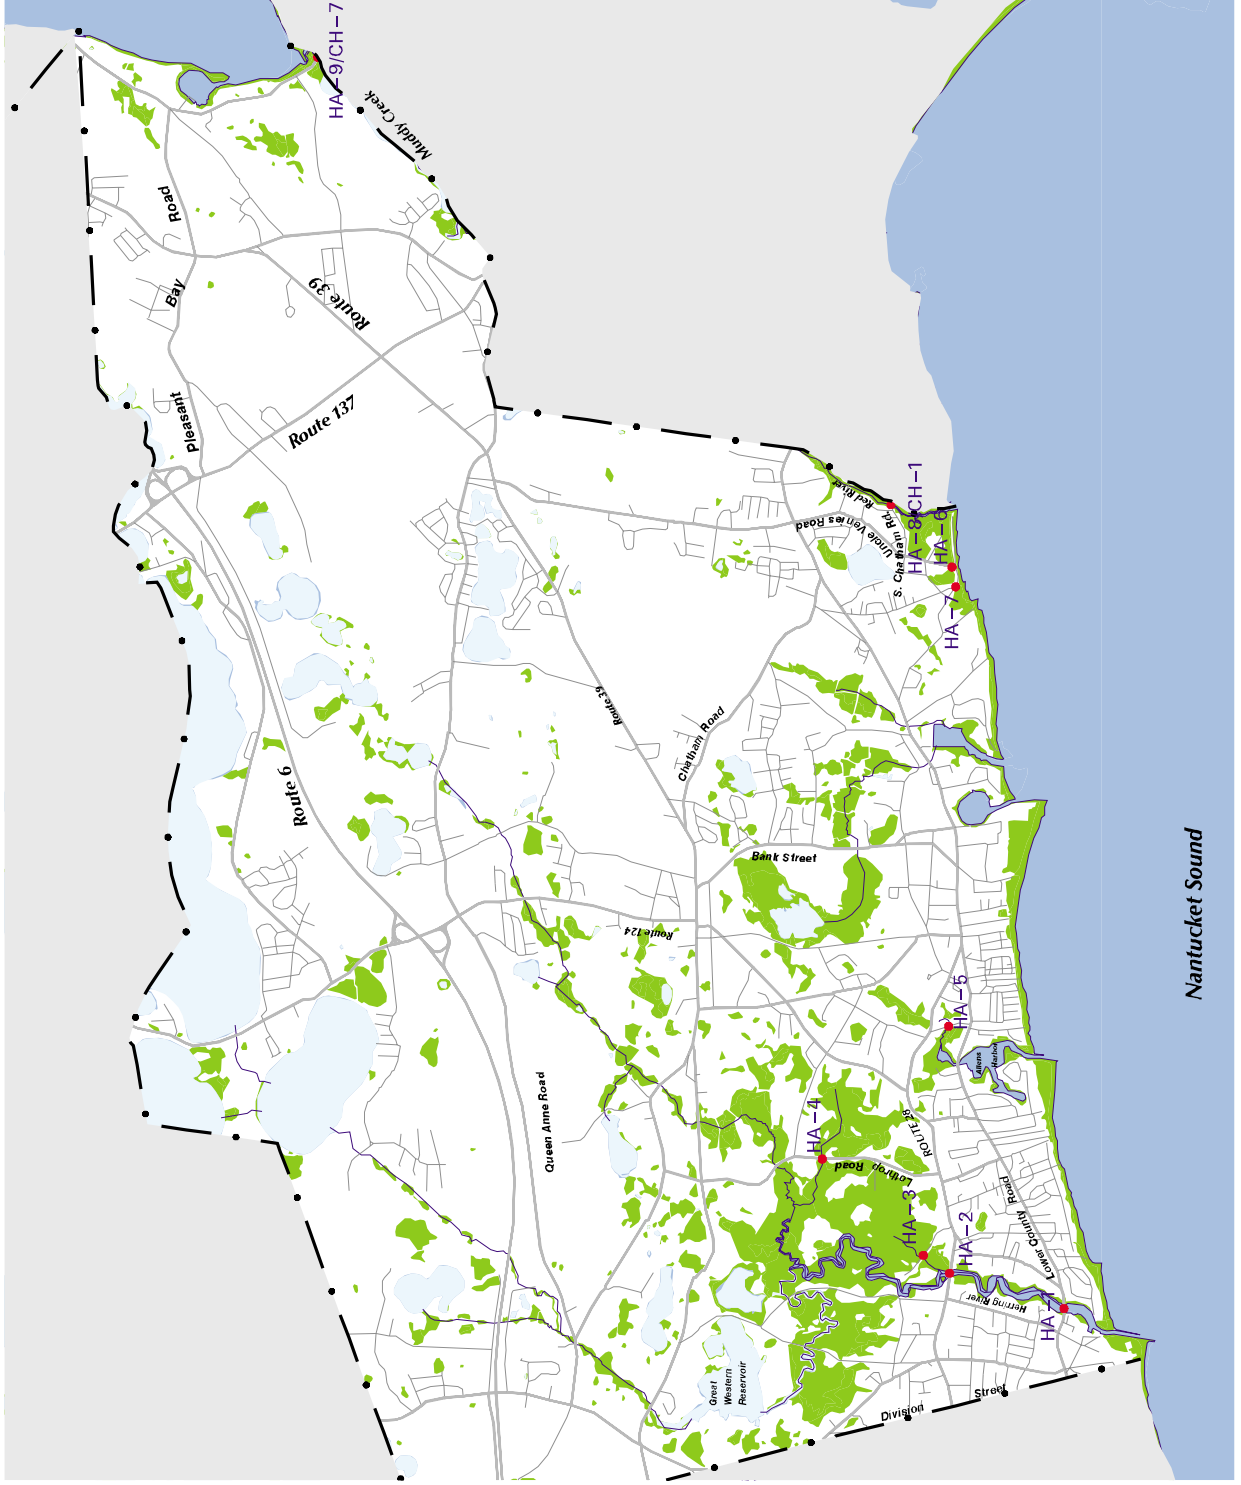 HA-9/CH-7
Muddy Creek
Road
Bay
Pleasant
Route 39
Route 137
Red River
HA-8/CH-1
HA-6
S. Chatham Rd.
Uncle Venies Road
HA-7
Route 39
Chatham Road
Route 6
Bank Street
Route 124
Nantucket Sound
HA-5
Allens
Harbor
Queen Anne Road
HA-4
ROUTE 28
Lothrop Road
HA-3
HA-2
Lower County Road
Herring River
HA-1
Great
Western
Reservoir
Division Street